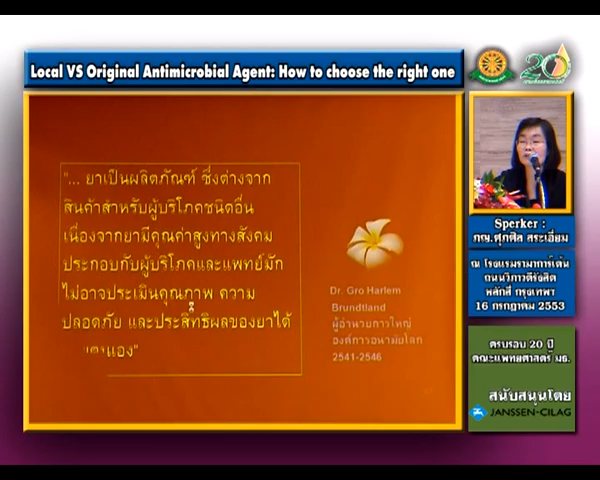 Local VS Original Antimicrobial Agent: How to choose the right one
"... ยาเป็นผลิตภัณฑ์ ซึ่งต่างจาก
สินค้าสำหรับผู้บริโภคชนิดอื่น
เนื่องจากยามีคุณค่าสูงทางสังคม
ประกอบกับผู้บริโภคและแพทย์มัก
ไม่อาจประเมินคุณภาพ ความ
ปลอดภัย และประสิทธิผลของยาได้
Dr. Gro Harlem
Brundtland
ผู้อำนวยการใหญ่
องค์การอนามัยโลก
2541-2546
Sperker :
ภญ.ศุภศิล สระเอี่ยม
ณ โรงแรมรามาการ์เด้น
ถนนวิภาวดีรังสิต
หลักสี่ กรุงเทพฯ
16 กรกฎาคม 2553
ครบรอบ 20 ปี
คณะแพทยศาสตร์ มธ.
สนับสนุนโดย
JANSSEN-CILAG